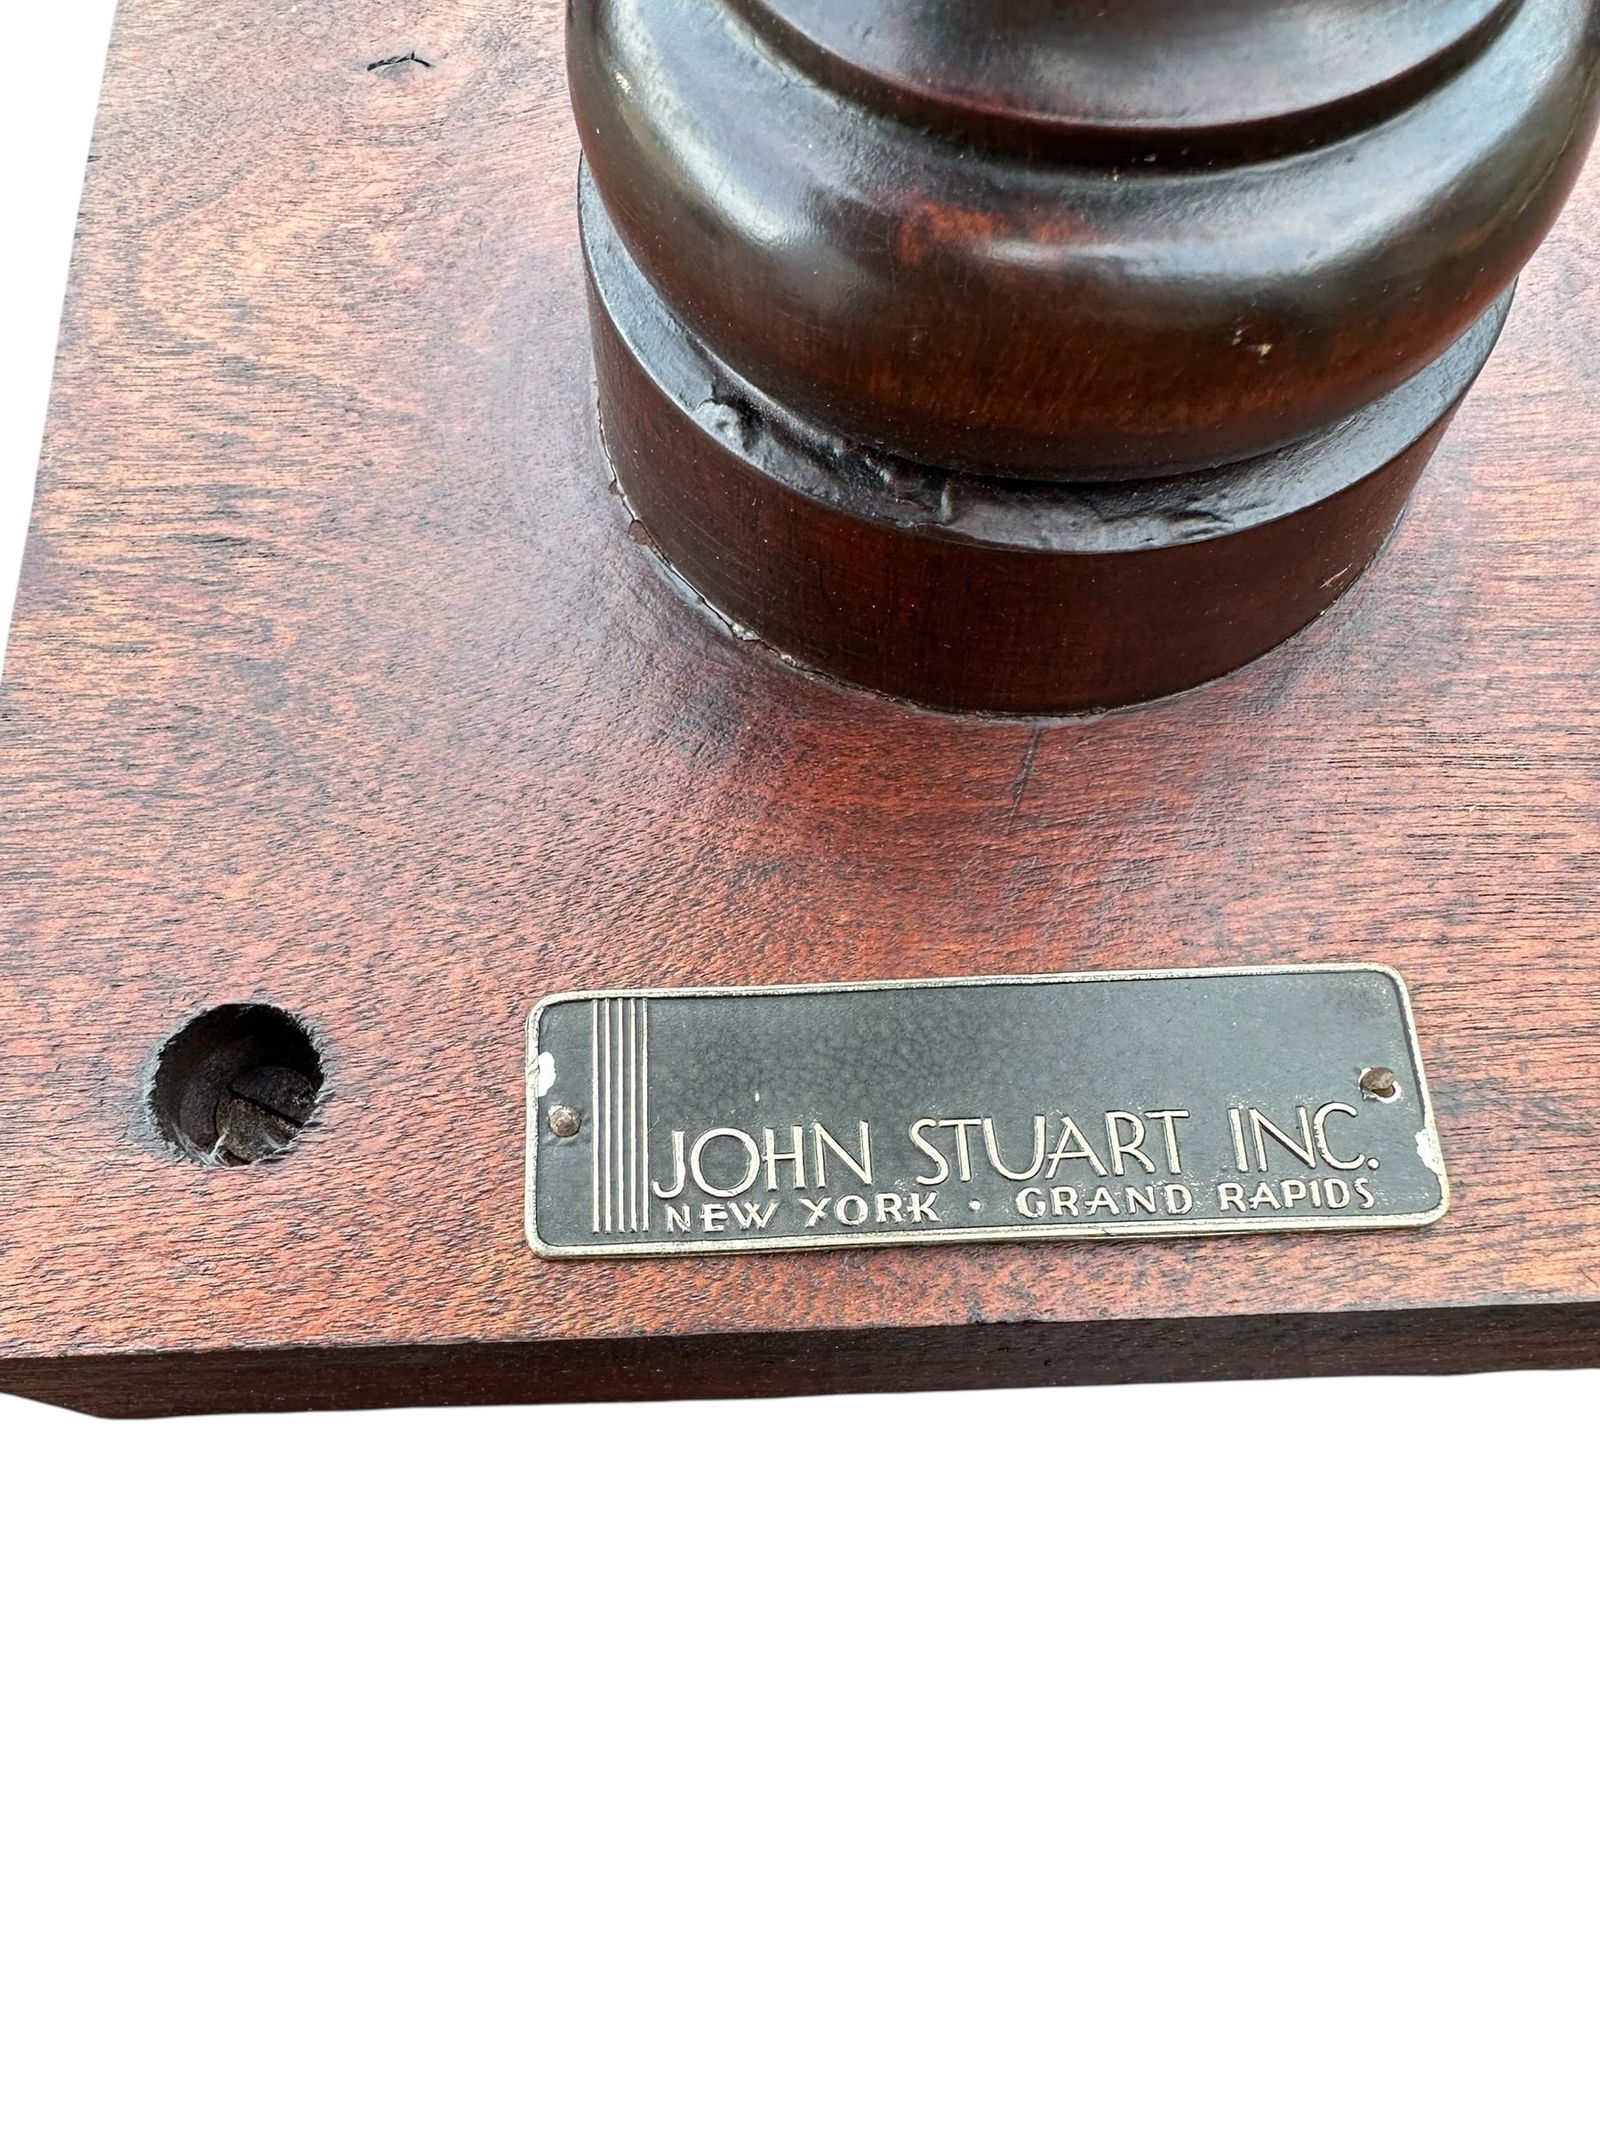 JOHN STUART INC.
NEW YORK • GRAND RAPIDS